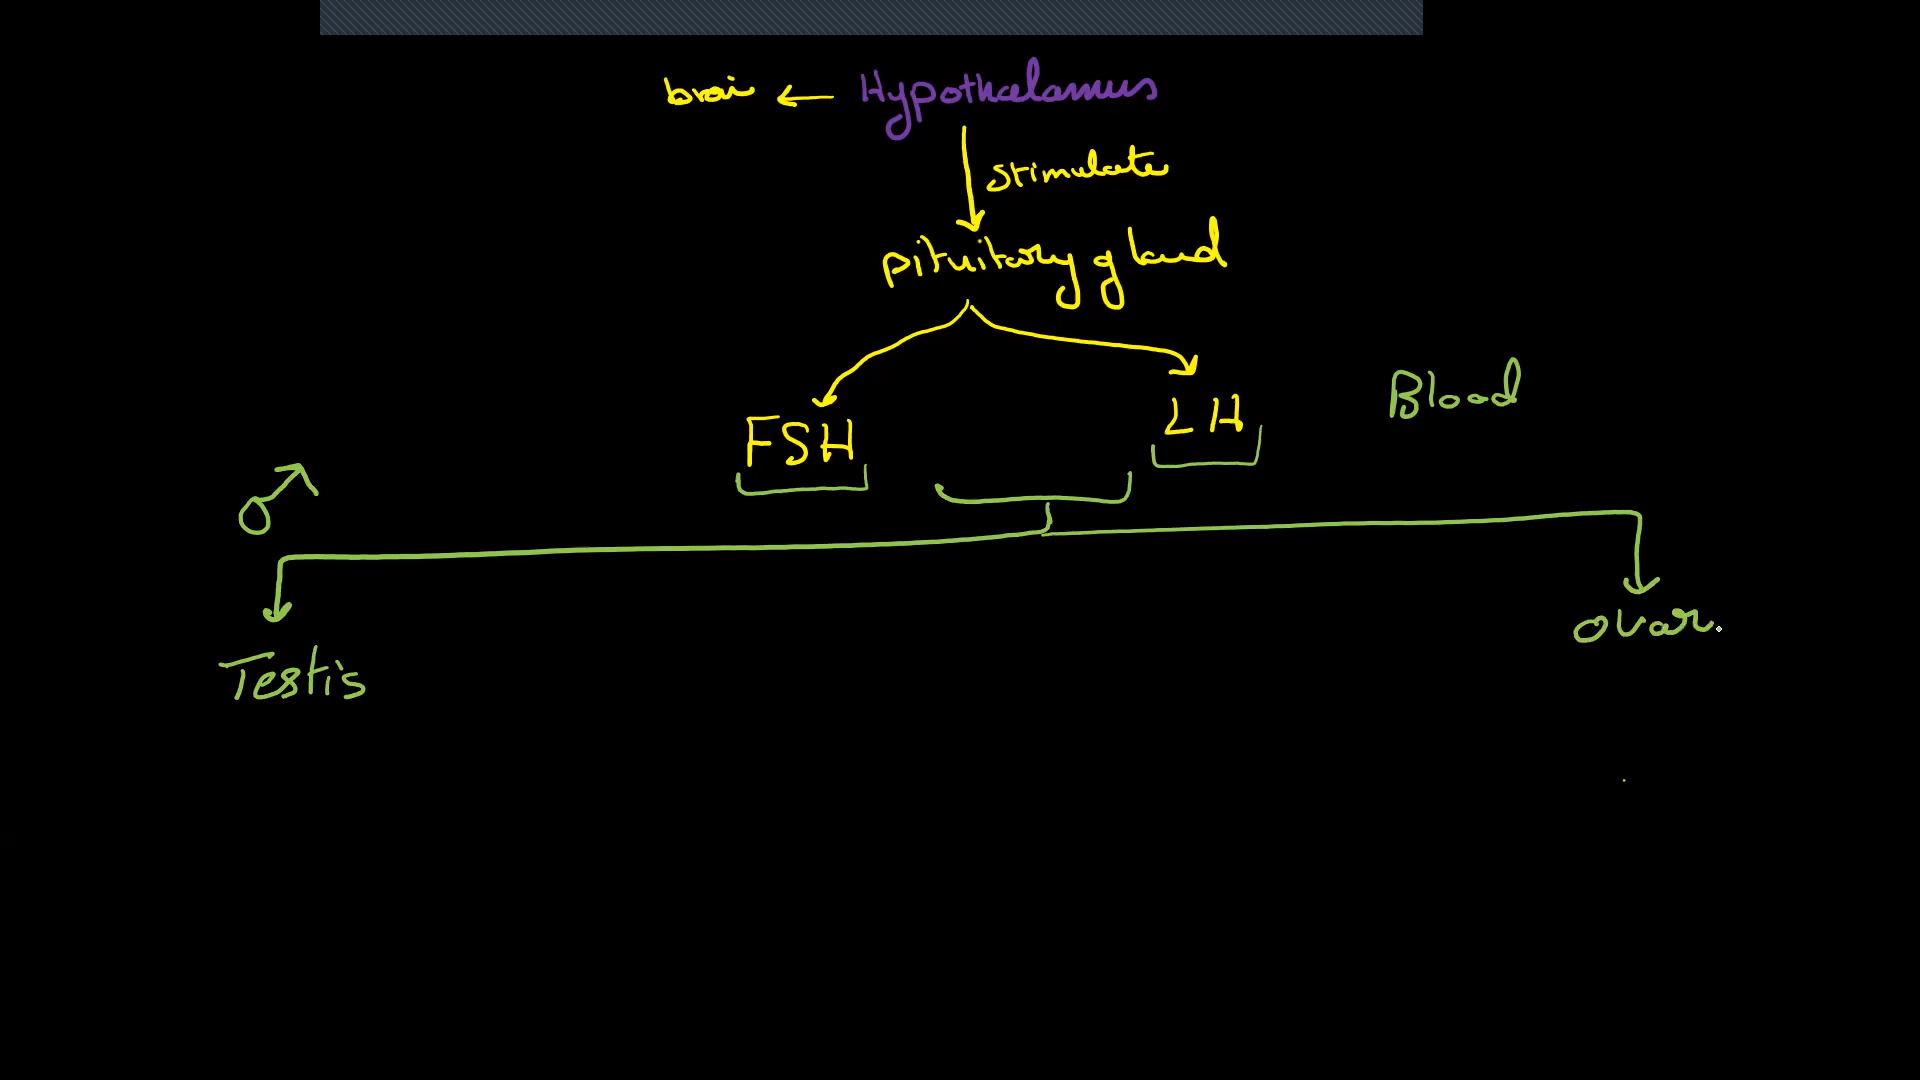 brai ← Hypothalamus
stimulate
pituitary gland
FSH
LH
Blood
Testis
ovar